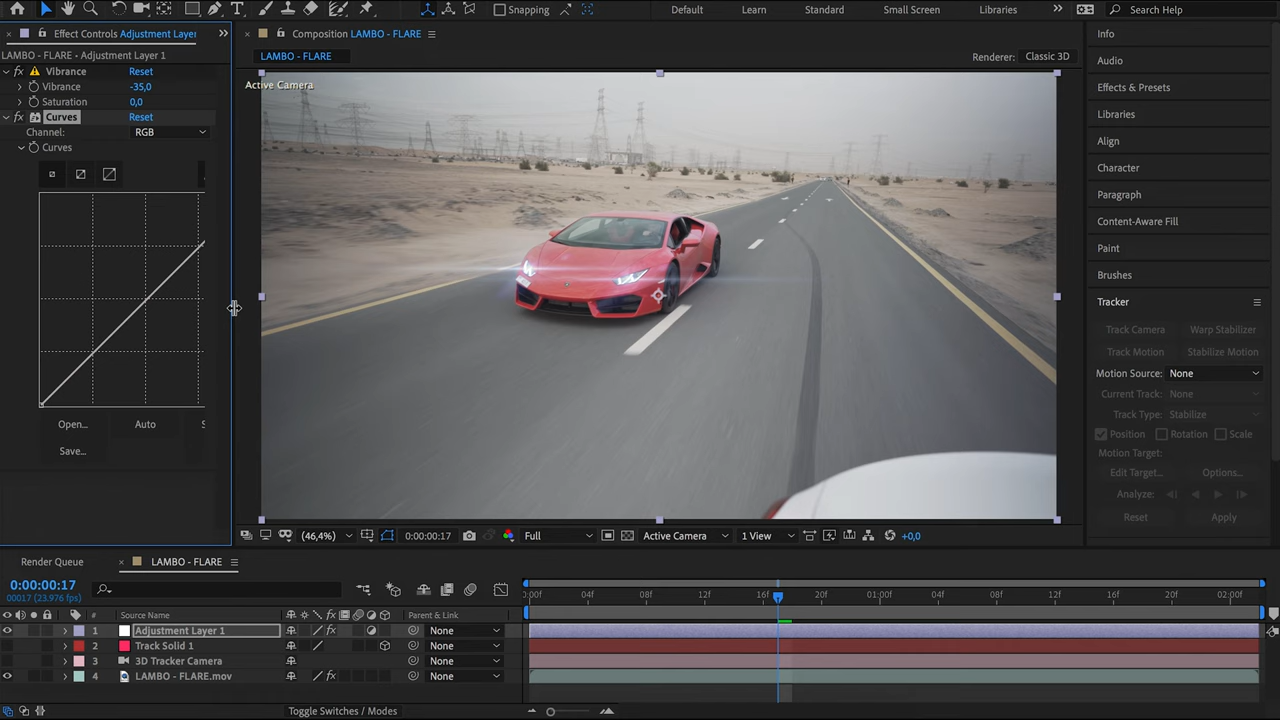 Snapping
Default
Learn
Standard
Small Screen
Libraries
Search Help
Effect Controls Adjustment Layer
LAMBO - FLARE • Adjustment Layer 1
fx Vibrance Reset
Vibrance -35,0
Saturation 0,0
fx Curves Reset
Channel: RGB
Curves
Open...
Auto
S
Save...
Composition LAMBO - FLARE
LAMBO - FLARE
Renderer: Classic 3D
Active Camera
(46,4%)
0:00:00:17
Full
Active Camera
1 View
+0,0
Info
Audio
Effects & Presets
Libraries
Align
Character
Paragraph
Content-Aware Fill
Paint
Brushes
Tracker
Track Camera Warp Stabilizer
Track Motion Stabilize Motion
Motion Source: None
Current Track: None
Track Type: Stabilize
Position Rotation Scale
Motion Target:
Edit Target... Options...
Analyze:
Reset Apply
Render Queue
LAMBO - FLARE
0:00:00:17
00017 (23.976 fps)
:00f 04f 08f 12f 16f 20f 01:00f 04f 08f 12f 16f 20f 02:00f
# Source Name Parent & Link
1 Adjustment Layer 1 fx None
2 Track Solid 1 None
3 3D Tracker Camera None
4 LAMBO - FLARE.mov fx None
Toggle Switches / Modes